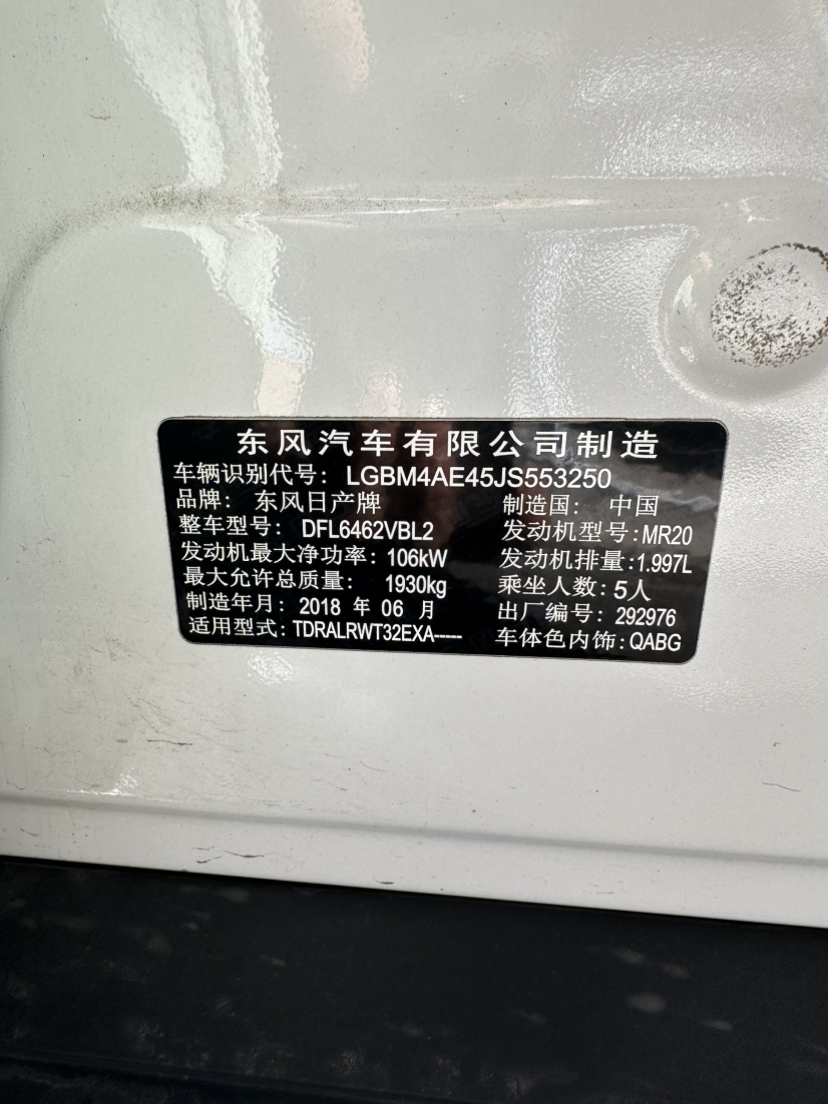 东风汽车有限公司制造
车辆识别代号: LGBM4AE45JS553250
品牌: 东风日产牌 制造国: 中国
整车型号: DFL6462VBL2 发动机型号:MR20
发动机最大净功率: 106kW 发动机排量:1.997L
最大允许总质量: 1930kg 乘坐人数: 5人
制造年月: 2018 年 06 月 出厂编号: 292976
适用型式: TDRALRWT32EXA----- 车体色内饰: QABG